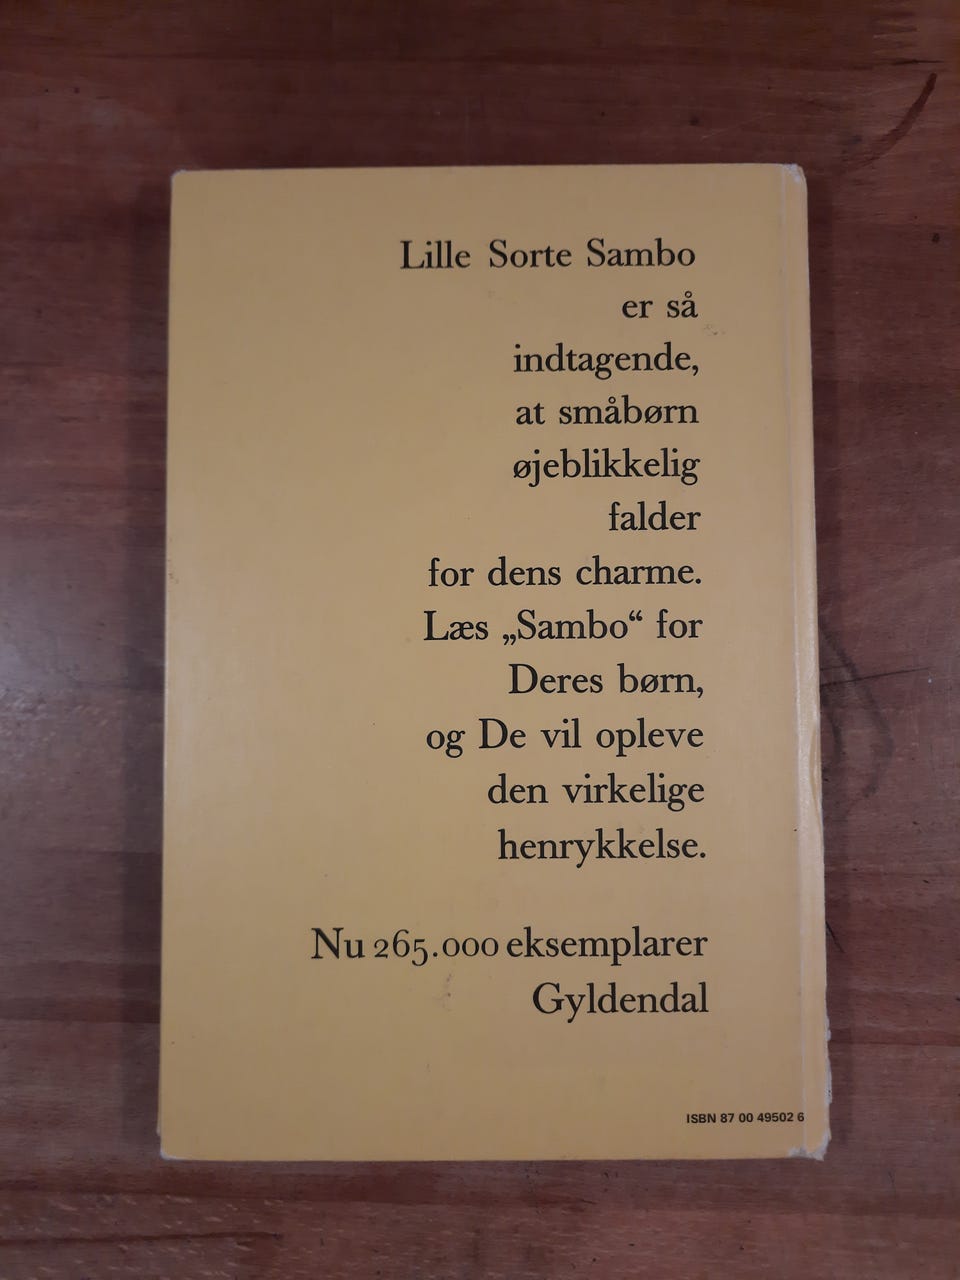 Lille Sorte Sambo
er så
indtagende,
at småbørn
øjeblikkelig
falder
for dens charme.
Læs „Sambo“ for
Deres børn,
og De vil opleve
den virkelige
henrykkelse.
Nu 265.000 eksemplarer
Gyldendal
ISBN 87 00 49502 6